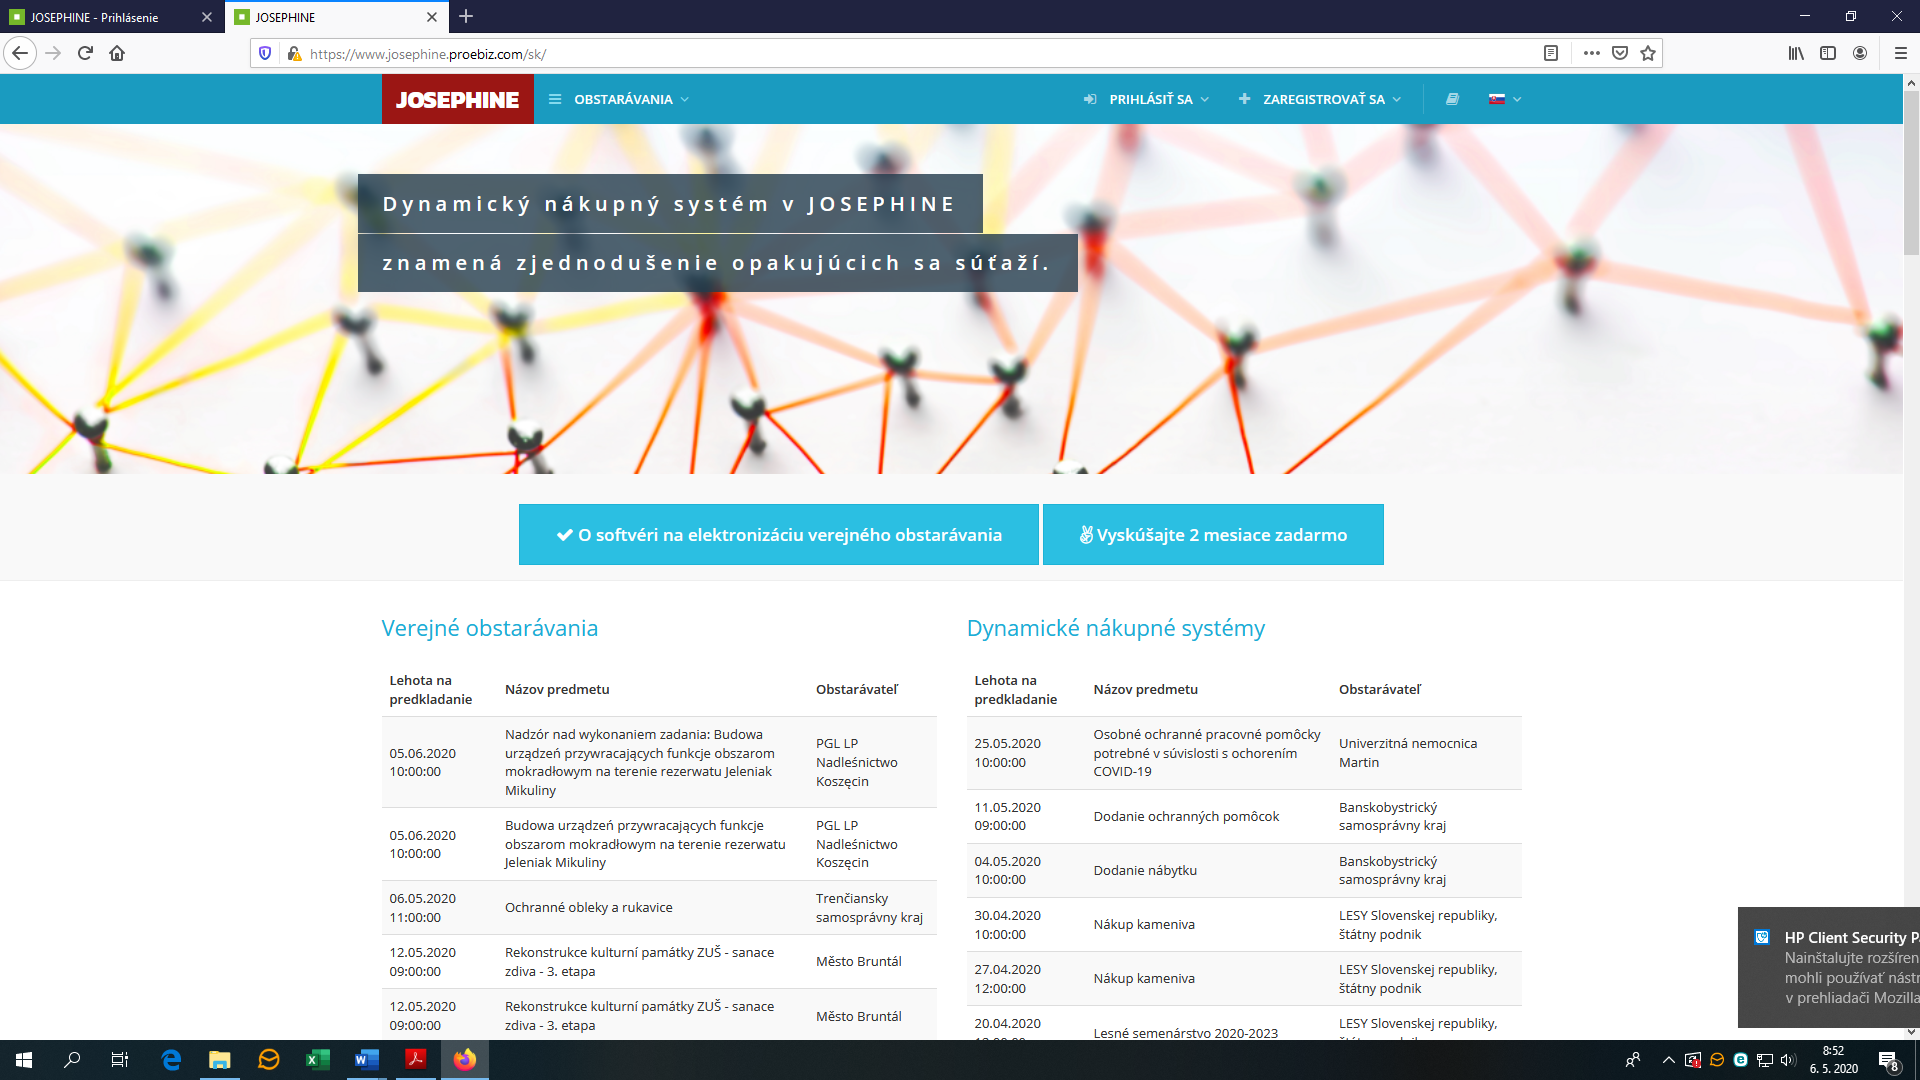 JOSEPHINE - Prihlásenie
JOSEPHINE
https://www.josephine.proebiz.com/sk/
JOSEPHINE
OBSTARÁVANIA
PRIHLÁSIŤ SA
ZAREGISTROVAŤ SA
Dynamický nákupný systém v JOSEPHINE
znamená zjednodušenie opakujúcich sa súťaží.
O softvéri na elektronizáciu verejného obstarávania
Vyskúšajte 2 mesiace zadarmo
Verejné obstarávania
Lehota na
predkladanie
Názov predmetu
Obstarávateľ
05.06.2020
10:00:00
Nadzór nad wykonaniem zadania: Budowa
urządzeń przywracających funkcje obszarom
mokradłowym na terenie rezerwatu Jeleniak
Mikuliny
PGL LP
Nadleśnictwo
Koszęcin
05.06.2020
10:00:00
Budowa urządzeń przywracających funkcje
obszarom mokradłowym na terenie rezerwatu
Jeleniak Mikuliny
PGL LP
Nadleśnictwo
Koszęcin
06.05.2020
11:00:00
Ochranné obleky a rukavice
Trenčiansky
samosprávny kraj
12.05.2020
09:00:00
Rekonstrukce kulturní památky ZUŠ - sanace
zdiva - 3. etapa
Město Bruntál
12.05.2020
09:00:00
Rekonstrukce kulturní památky ZUŠ - sanace
zdiva - 3. etapa
Město Bruntál
Dynamické nákupné systémy
Lehota na
predkladanie
Názov predmetu
Obstarávateľ
25.05.2020
10:00:00
Osobné ochranné pracovné pomôcky
potrebné v súvislosti s ochorením
COVID-19
Univerzitná nemocnica
Martin
11.05.2020
09:00:00
Dodanie ochranných pomôcok
Banskobystrický
samosprávny kraj
04.05.2020
10:00:00
Dodanie nábytku
Banskobystrický
samosprávny kraj
30.04.2020
10:00:00
Nákup kameniva
LESY Slovenskej republiky,
štátny podnik
27.04.2020
12:00:00
Nákup kameniva
LESY Slovenskej republiky,
štátny podnik
20.04.2020
Lesné semenárstvo 2020-2023
LESY Slovenskej republiky,
HP Client Security
Nainštalujte
mohli používať
v prehliadači Mozilla
8:52
6. 5. 2020
8